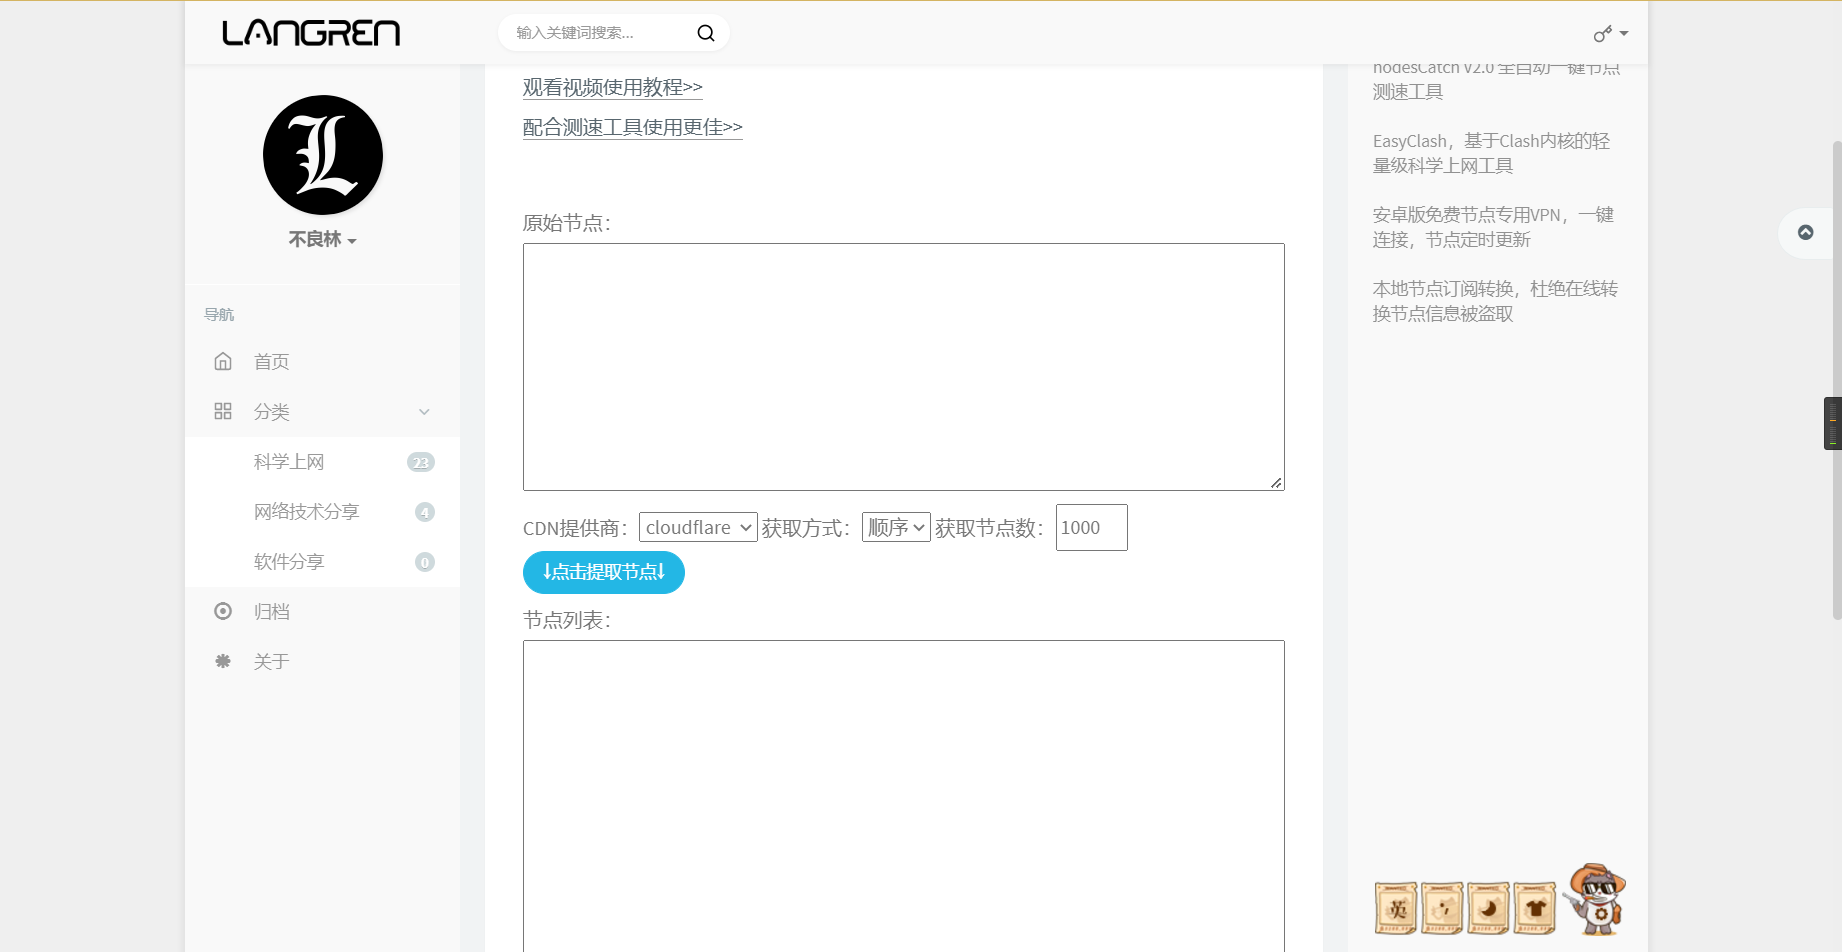 LANGREN
输入关键词搜索...
不良林
导航
首页
分类
科学上网 23
网络技术分享 4
软件分享 0
归档
关于
观看视频使用教程>>
配合测速工具使用更佳>>
原始节点：
CDN提供商： cloudflare 获取方式： 顺序 获取节点数： 1000
↓点击提取节点↓
节点列表：
nodesCatch V2.0 全自动一键节点
测速工具
EasyClash，基于Clash内核的轻
量级科学上网工具
安卓版免费节点专用VPN，一键
连接，节点定时更新
本地节点订阅转换，杜绝在线转
换节点信息被盗取
英